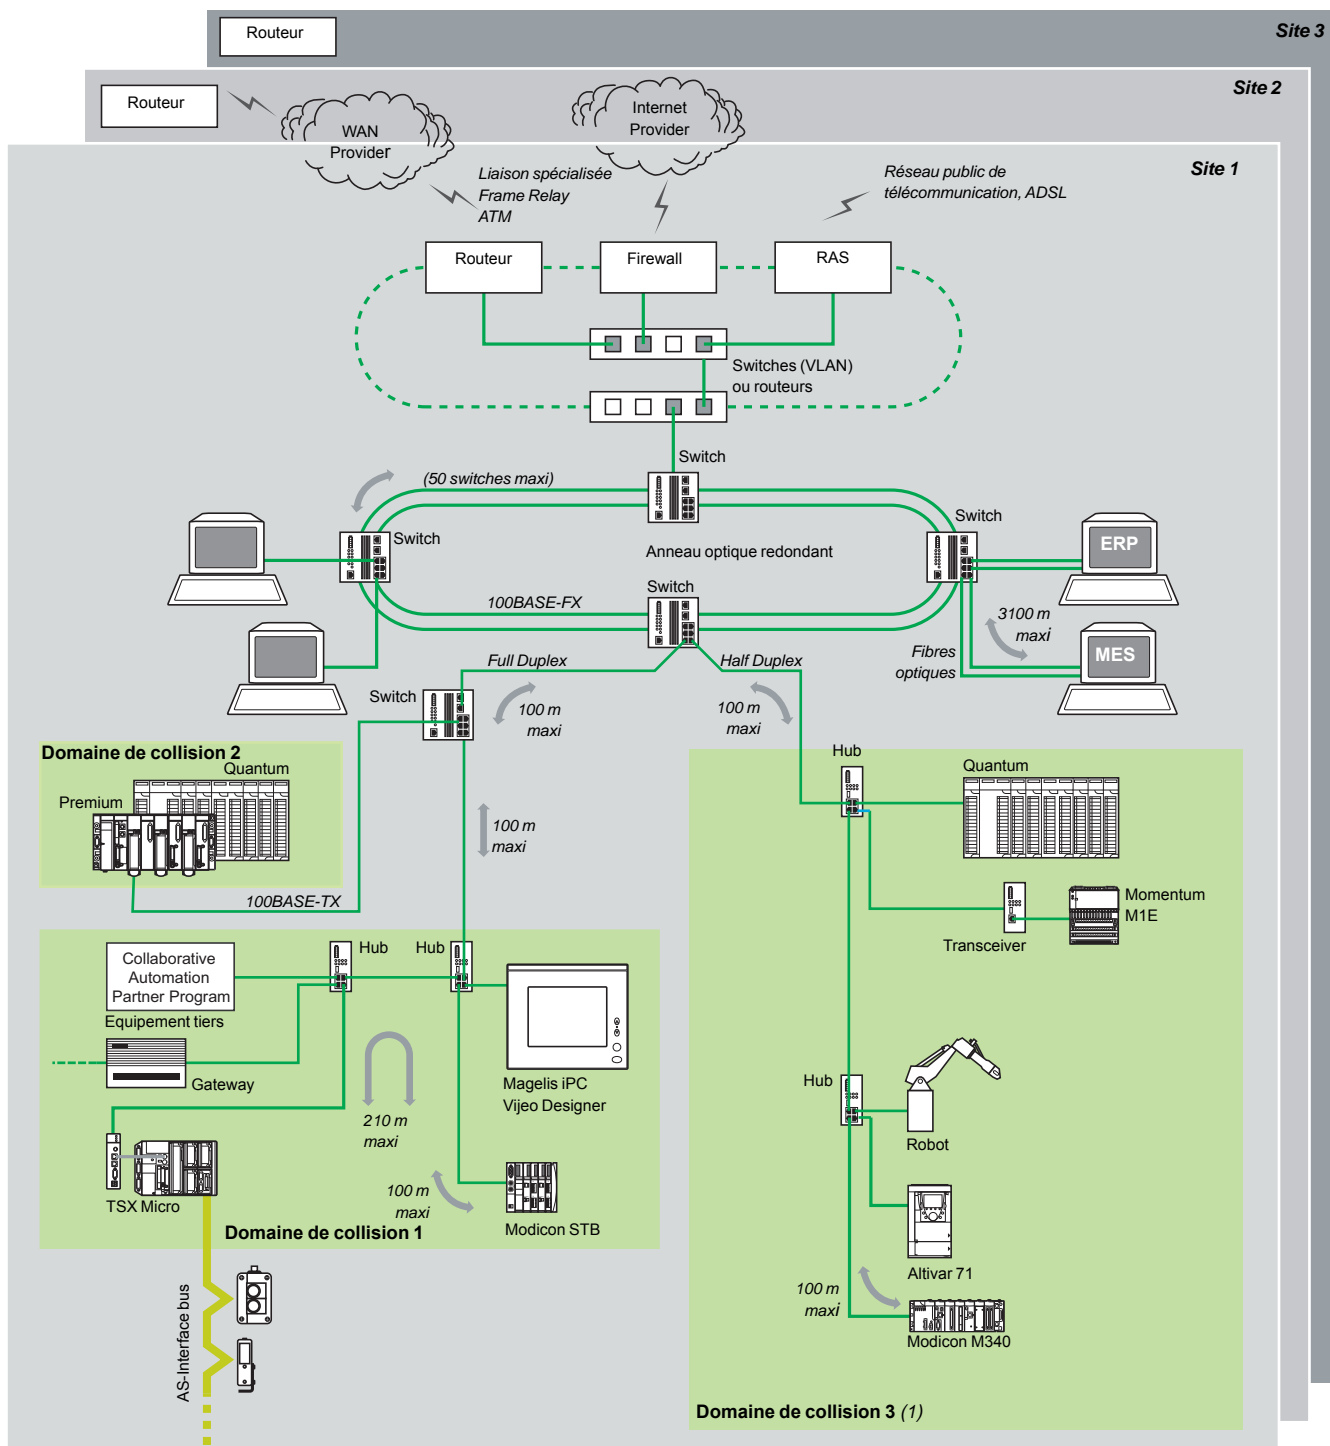 Routeur
Site 3
Routeur
Site 2
WAN
Provider
Internet
Provider
Site 1
Liaison spécialisée
Frame Relay
ATM
Réseau public de
télécommunication, ADSL
Routeur
Firewall
RAS
Switches (VLAN)
ou routeurs
Switch
(50 switches maxi)
Switch
Switch
Anneau optique redondant
ERP
Switch
100BASE-FX
3100 m
maxi
MES
Fibres
optiques
Full Duplex
Half Duplex
Switch
100 m
maxi
100 m
maxi
Domaine de collision 2
Quantum
Premium
100BASE-TX
100 m
maxi
Hub
Quantum
Momentum
M1E
Transceiver
Hub
Hub
Collaborative
Automation
Partner Program
Equipement tiers
Gateway
Magelis iPC
Vijeo Designer
210 m
maxi
TSX Micro
100 m
maxi
Modicon STB
Domaine de collision 1
Hub
Robot
Altivar 71
100 m
maxi
Modicon M340
AS-Interface bus
Domaine de collision 3 (1)